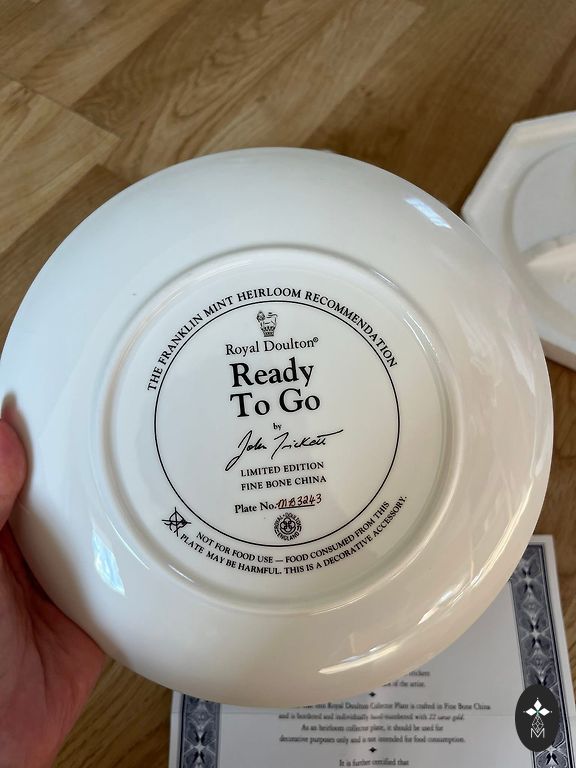 THE FRANKLIN MINT HEIRLOOM RECOMMENDATION
Royal Doulton®
Ready
To Go
by
John Trickett
LIMITED EDITION
FINE BONE CHINA
Plate No. MB3243
ROYAL DOULTON
ENGLAND
NOT FOR FOOD USE — FOOD CONSUMED FROM THIS
PLATE MAY BE HARMFUL. THIS IS A DECORATIVE ACCESSORY.
of the artist.
Royal Doulton Collector Plate is crafted in Fine Bone China
and is bordered and individually hand-numbered with 22 carat gold.
As an heirloom collector plate, it should be used for
decorative purposes only and is not intended for food consumption.
It is further certified that
M